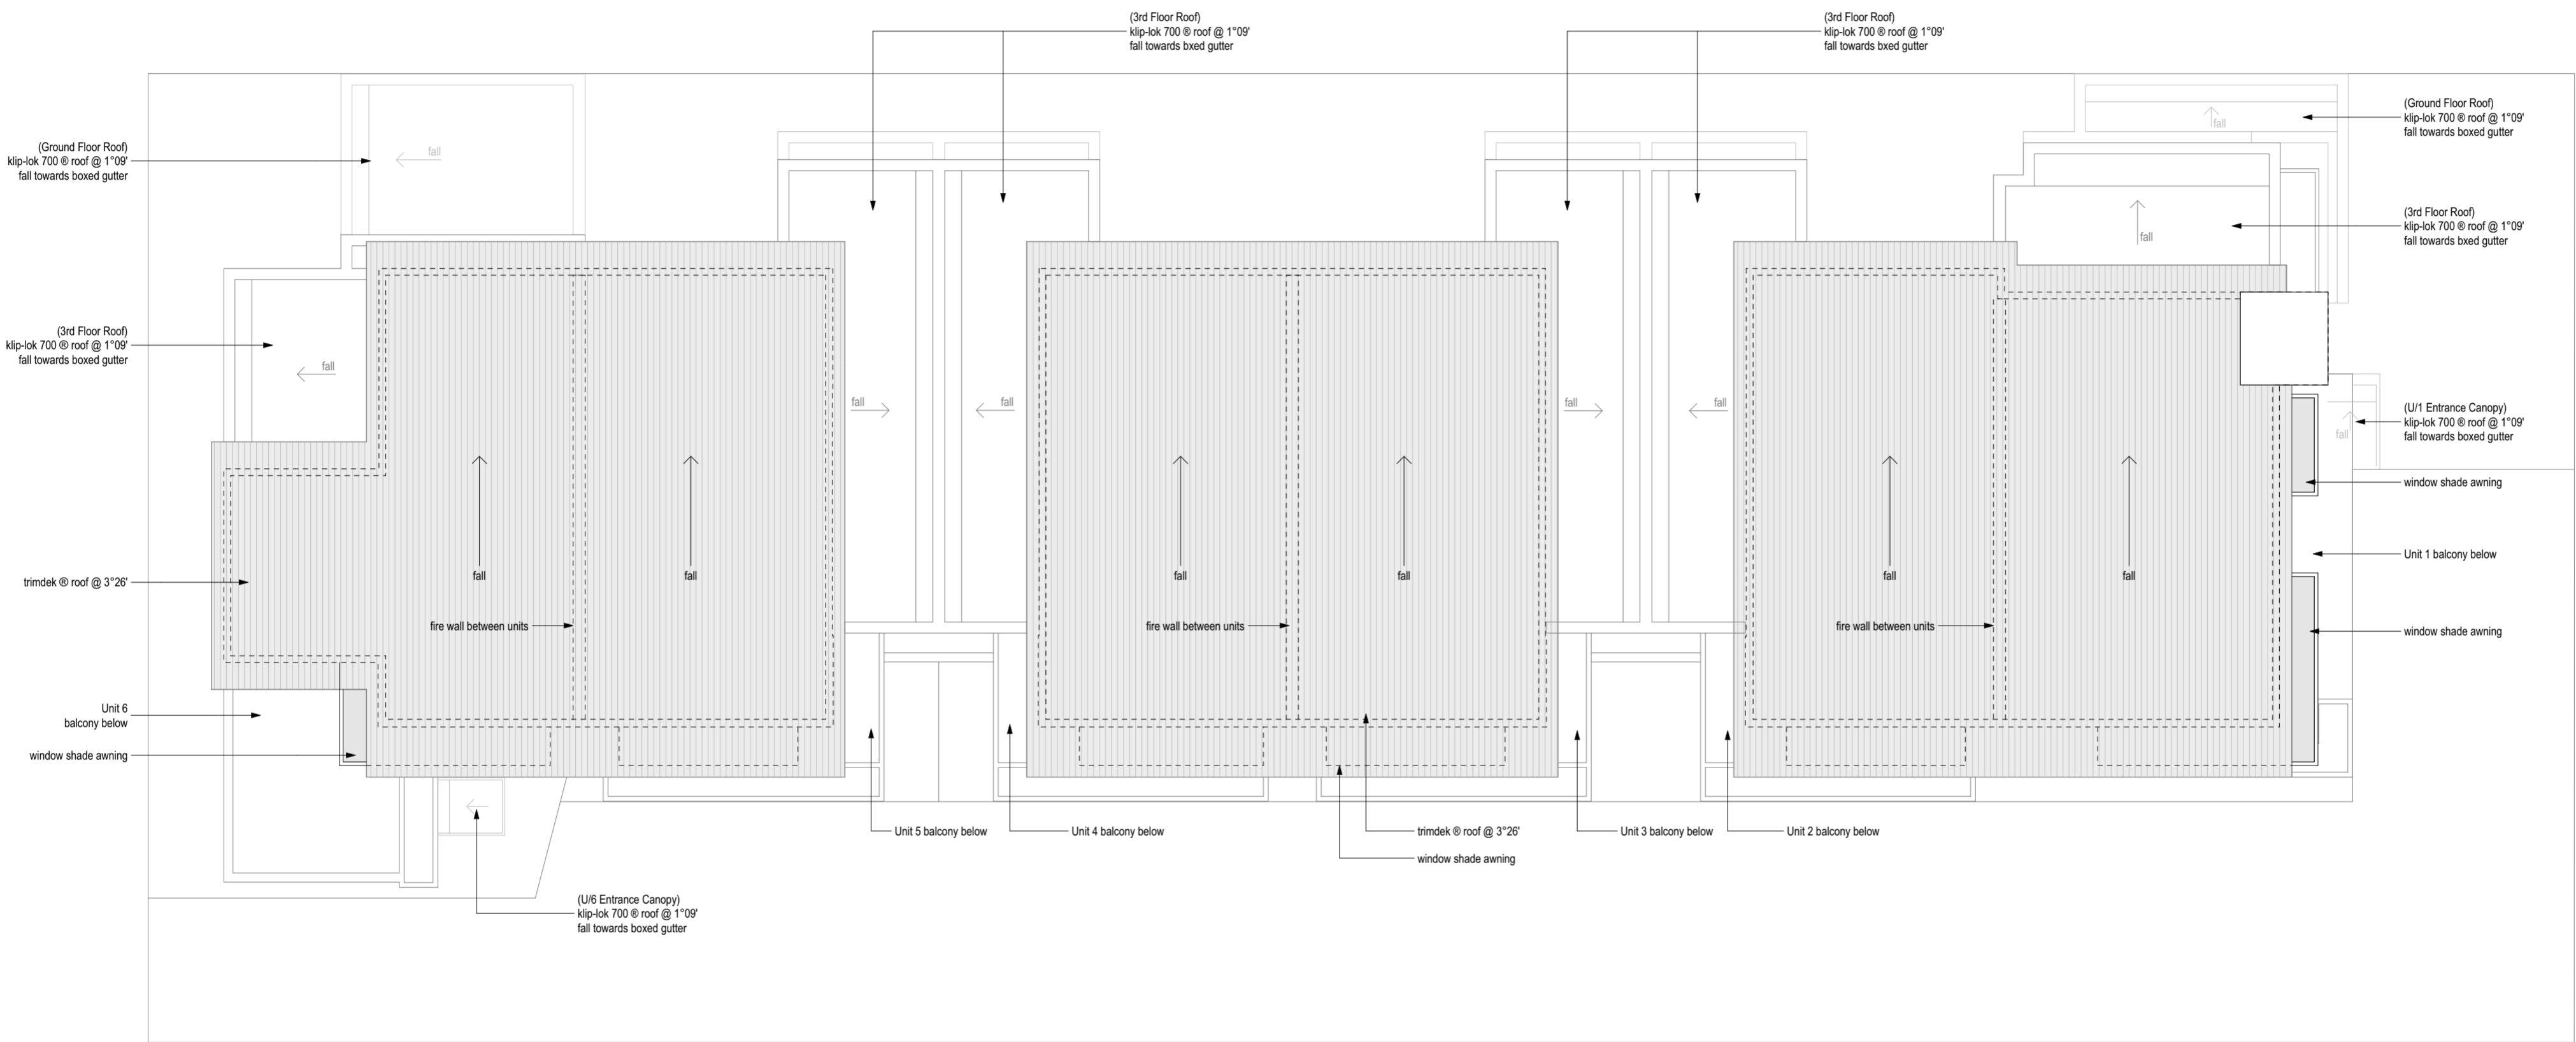 (3rd Floor Roof)
klip-lok 700 ® roof @ 1°09'
fall towards bxed gutter
(3rd Floor Roof)
klip-lok 700 ® roof @ 1°09'
fall towards bxed gutter
(Ground Floor Roof)
klip-lok 700 ® roof @ 1°09'
fall towards boxed gutter
fall
(Ground Floor Roof)
klip-lok 700 ® roof @ 1°09'
fall towards boxed gutter
fall
(3rd Floor Roof)
klip-lok 700 ® roof @ 1°09'
fall towards bxed gutter
fall
(3rd Floor Roof)
klip-lok 700 ® roof @ 1°09'
fall towards boxed gutter
fall
fall
fall
fall
fall
(U/1 Entrance Canopy)
klip-lok 700 ® roof @ 1°09'
fall towards boxed gutter
fall
window shade awning
Unit 1 balcony below
trimdek ® roof @ 3°26'
fall
fall
fall
fall
fall
fall
fire wall between units
fire wall between units
fire wall between units
window shade awning
Unit 6
balcony below
window shade awning
Unit 5 balcony below
Unit 4 balcony below
trimdek ® roof @ 3°26'
Unit 3 balcony below
Unit 2 balcony below
window shade awning
(U/6 Entrance Canopy)
klip-lok 700 ® roof @ 1°09'
fall towards boxed gutter